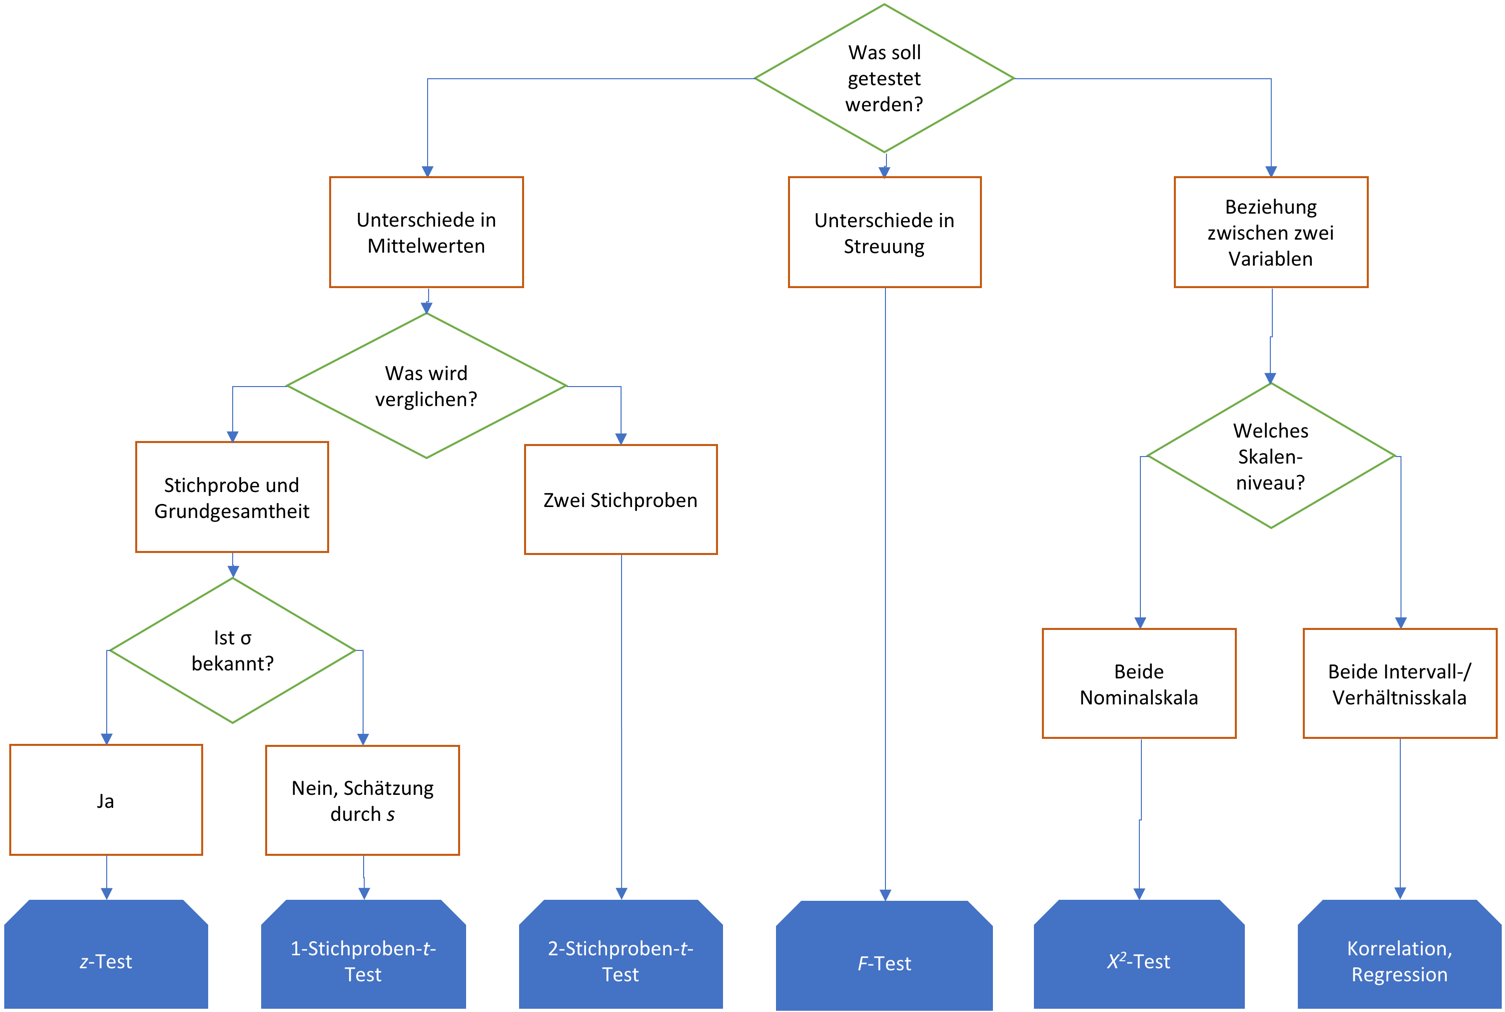 Was soll
getestet
werden?
Unterschiede in
Mittelwerten
Unterschiede in
Streuung
Beziehung
zwischen zwei
Variablen
Was wird
verglichen?
Welches
Skalen-
niveau?
Stichprobe und
Grundgesamtheit
Zwei Stichproben
Ist σ
bekannt?
Beide
Nominalskala
Beide Intervall-/
Verhältnisskala
Ja
Nein, Schätzung
durch s
z-Test
1-Stichproben-t-
Test
2-Stichproben-t-
Test
F-Test
X²-Test
Korrelation,
Regression